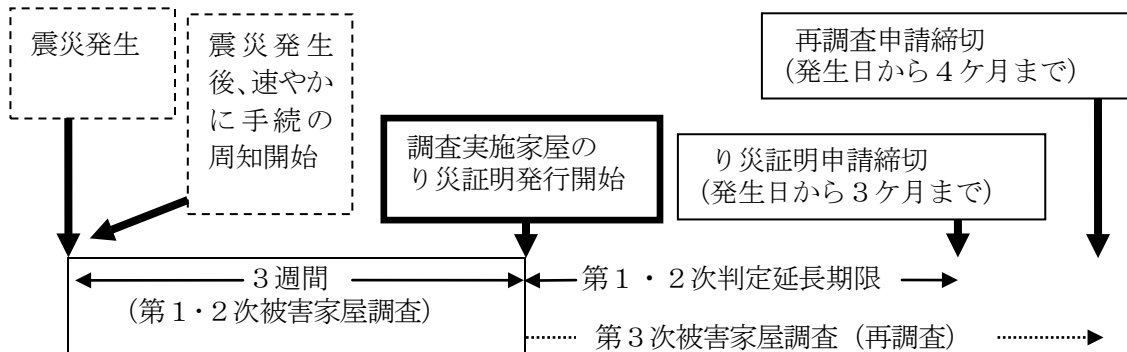 震災発生
震災発生
後、速やか
に手続の
周知開始
調査実施家屋の
り災証明発行開始
再調査申請締切
(発生日から４ケ月まで)
り災証明申請締切
(発生日から３ケ月まで)
３週間
(第１・２次被害家屋調査)
第１・２次判定延長期限
第３次被害家屋調査（再調査）